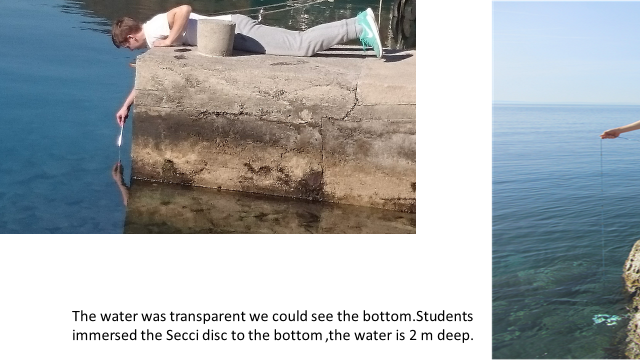 The water was transparent we could see the bottom.Students
immersed the Secci disc to the bottom ,the water is 2 m deep.